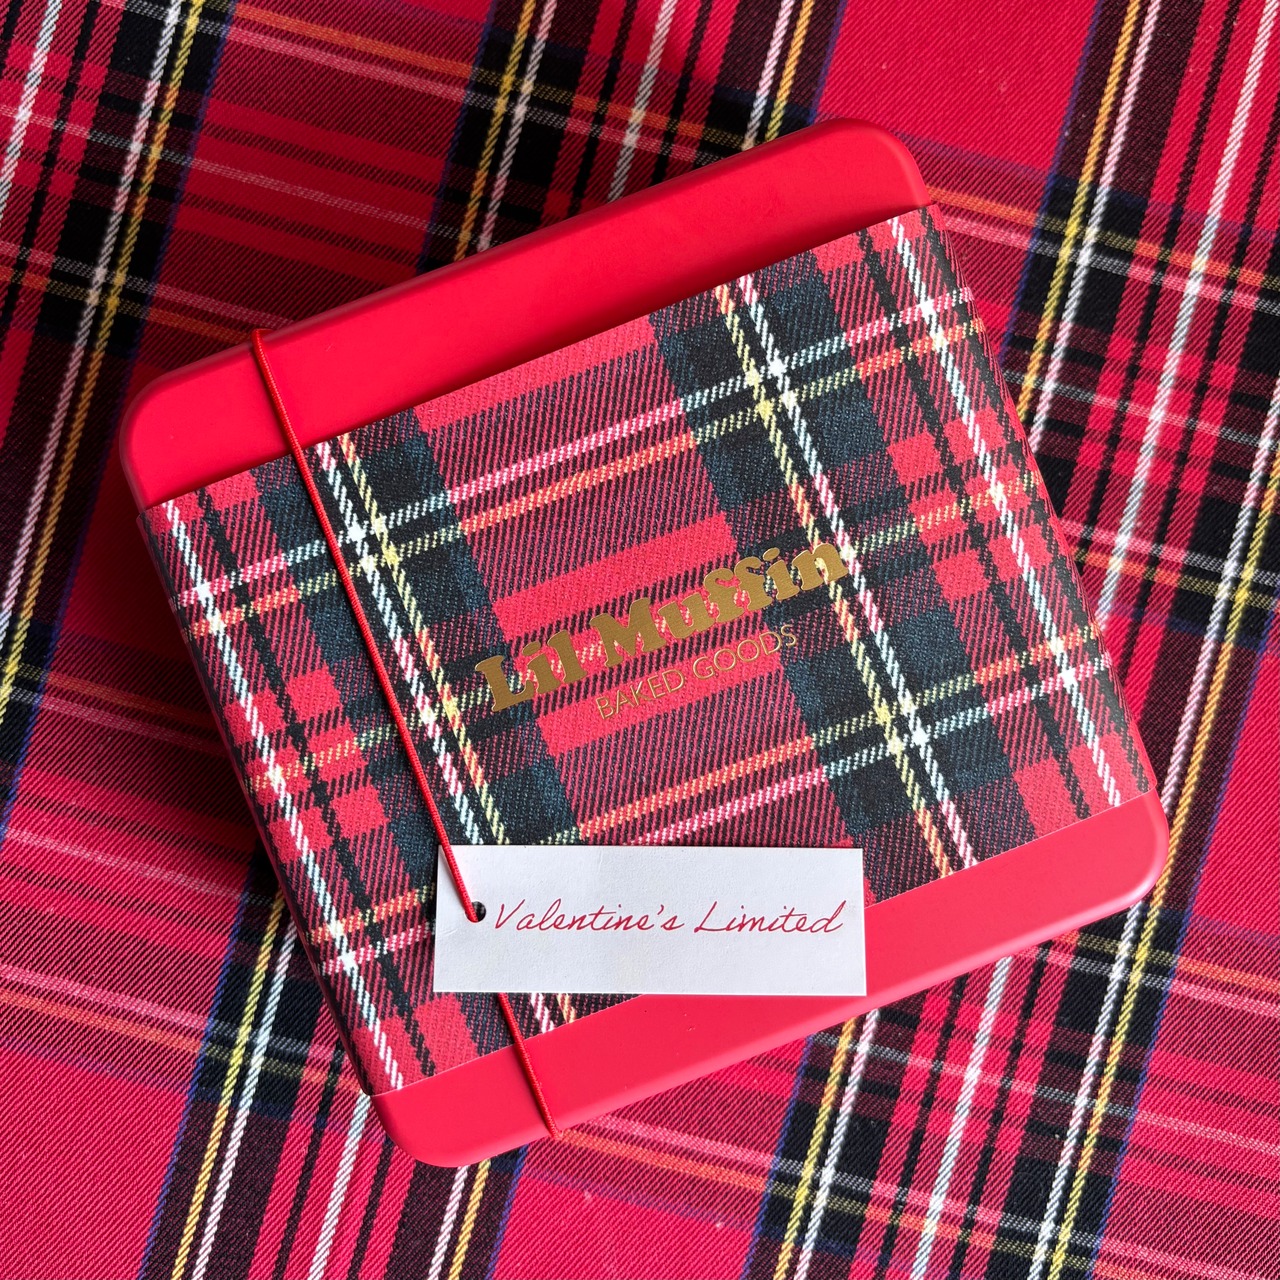 Lil Muffin
BAKED GOODS
Valentine's Limited